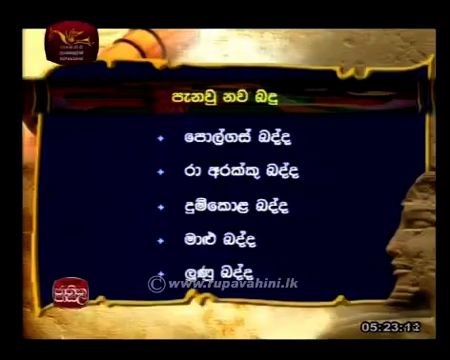 පැනවු නව බදු
පොල්ගස් බද්ද
රා අරක්කු බද්ද
දුම්කොළ බද්ද
මාළු බද්ද
ලූණු බද්ද
© www.rupavahini.lk
05:23:12